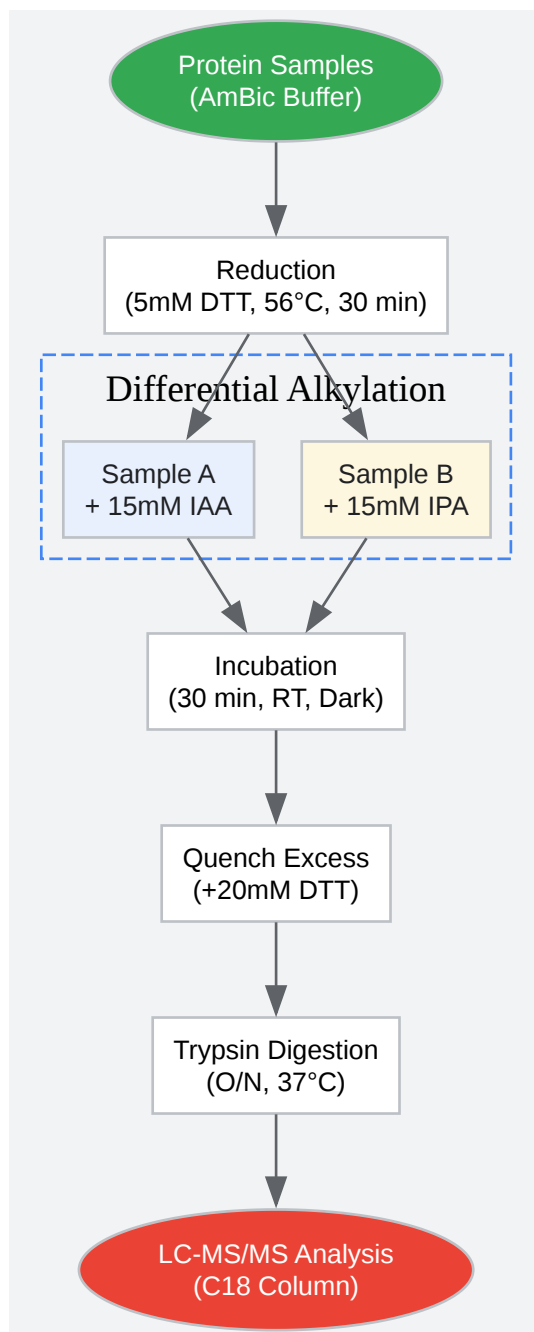 Protein Samples
(AmBic Buffer)
Reduction
(5mM DTT, 56°C, 30 min)
Differential Alkylation
Sample A
+ 15mM IAA
Sample B
+ 15mM IPA
Incubation
(30 min, RT, Dark)
Quench Excess
(+20mM DTT)
Trypsin Digestion
(O/N, 37°C)
LC-MS/MS Analysis
(C18 Column)